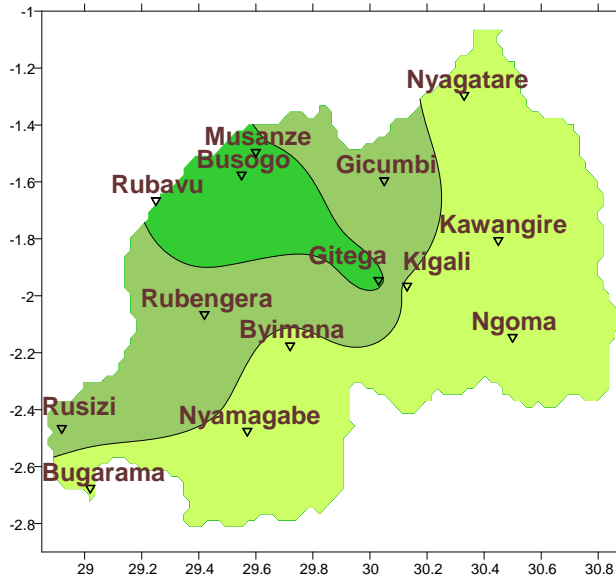 -1
-1.2
-1.4
-1.6
-1.8
-2
-2.2
-2.4
-2.6
-2.8
Nyagatare
Musanze
Busogo
Gicumbi
Rubavu
Kawangire
Gitega
Kigali
Rubengera
Ngoma
Byimana
Rusizi
Nyamagabe
Bugarama
29 29.2 29.4 29.6 29.8 30 30.2 30.4 30.6 30.8